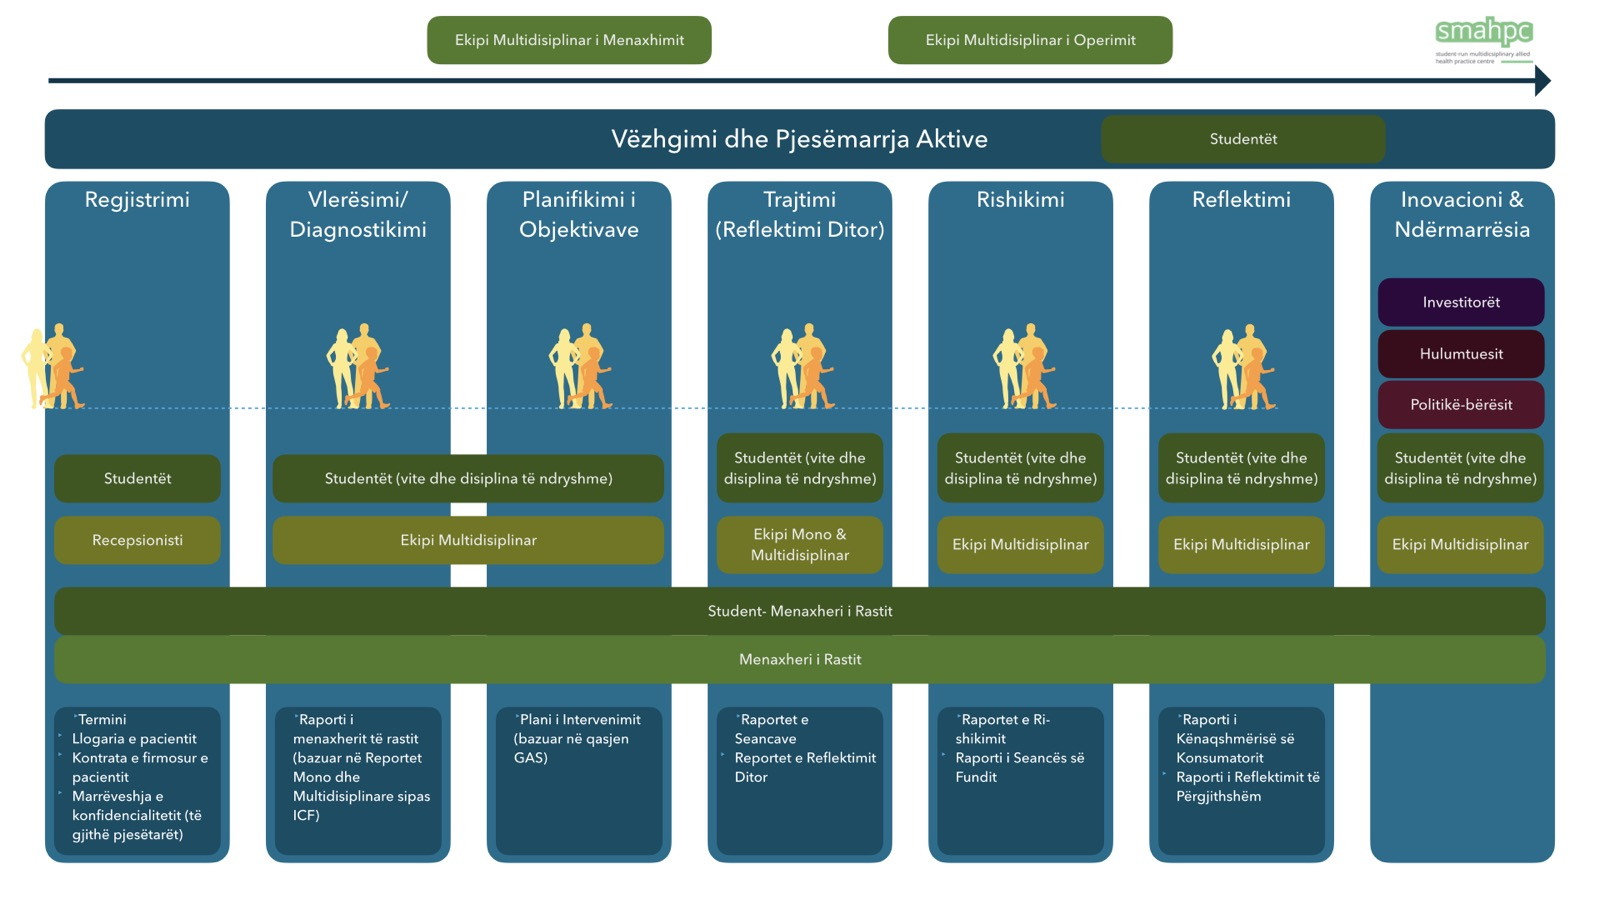 Ekipi Multidisiplinar i Menaxhimit
Ekipi Multidisiplinar i Operimit
smahpc
student-run multidicsiplinary allied
health practice centre
Vëzhgimi dhe Pjesëmarrja Aktive
Studentët
Regjistrimi
Vlerësimi/
Diagnostikimi
Planifikimi i
Objektivave
Trajtimi
(Reflektimi Ditor)
Rishikimi
Reflektimi
Inovacioni &
Ndërmarrësia
Investitorët
Hulumtuesit
Politikë-bërësit
Studentët
Studentët (vite dhe disiplina të ndryshme)
Studentët (vite dhe
disiplina të ndryshme)
Studentët (vite dhe
disiplina të ndryshme)
Studentët (vite dhe
disiplina të ndryshme)
Studentët (vite dhe
disiplina të ndryshme)
Recepsionisti
Ekipi Multidisiplinar
Ekipi Mono &
Multidisiplinar
Ekipi Multidisiplinar
Ekipi Multidisiplinar
Ekipi Multidisiplinar
Student- Menaxheri i Rastit
Menaxheri i Rastit
Termini
Llogaria e pacientit
Kontrata e firmosur e
pacientit
Marrëveshja e
konfidencialitetit (të
gjithë pjesëtarët)
Raporti i
menaxherit të rastit
(bazuar në Reportet
Mono dhe
Multidisiplinare sipas
ICF)
Plani i Intervenimit
(bazuar në qasjen
GAS)
Raportet e
Seancave
Reportet e Reflektimit
Ditor
Raportet e Ri-
shikimit
Raporti i Seancës së
Fundit
Raporti i
Kënaqshmërisë së
Konsumatorit
Raporti i Reflektimit të
Përgjithshëm